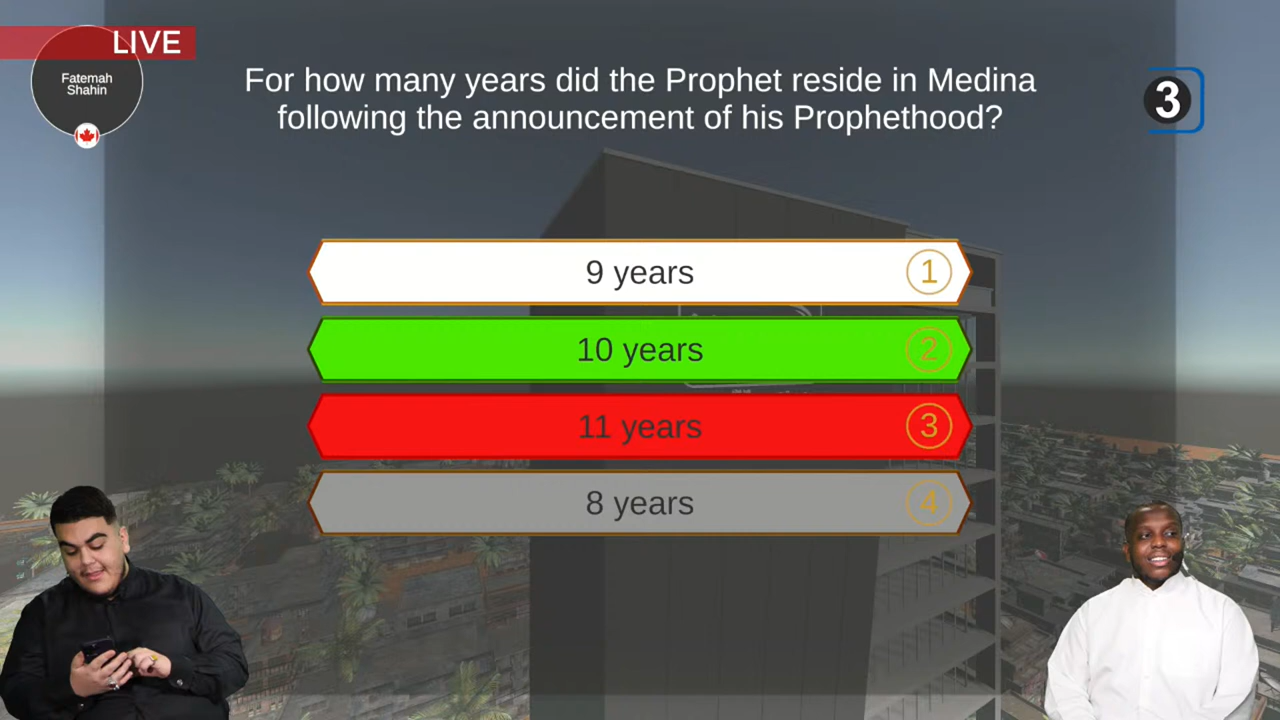 LIVE
Fatemah
Shahin
For how many years did the Prophet reside in Medina
following the announcement of his Prophethood?
3
9 years 1
10 years 2
11 years 3
8 years 4